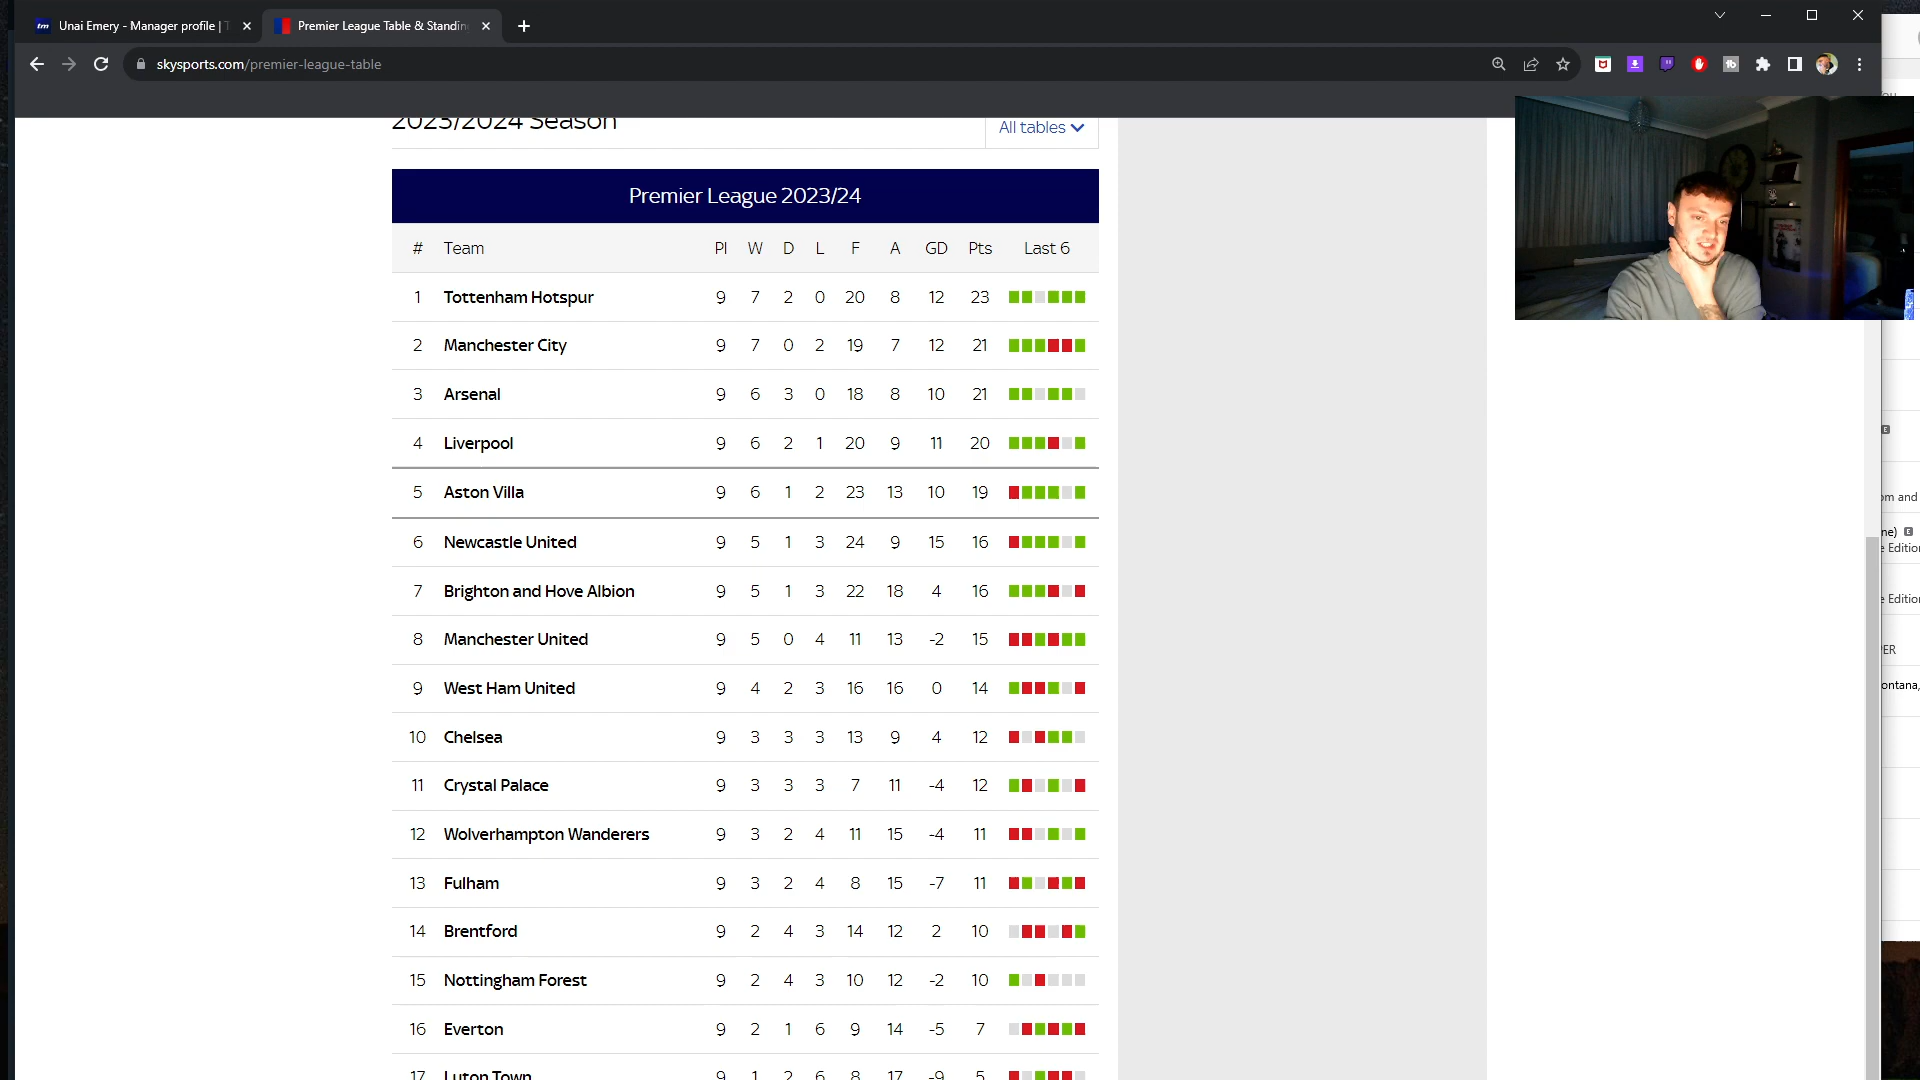 Unai Emery - Manager profile |
Premier League Table & Standin
skysports.com/premier-league-table
2023/2024 Season
All tables
Premier League 2023/24
# Team Pl W D L F A GD Pts Last 6
1 Tottenham Hotspur 9 7 2 0 20 8 12 23
2 Manchester City 9 7 0 2 19 7 12 21
3 Arsenal 9 6 3 0 18 8 10 21
4 Liverpool 9 6 2 1 20 9 11 20
5 Aston Villa 9 6 1 2 23 13 10 19
6 Newcastle United 9 5 1 3 24 9 15 16
7 Brighton and Hove Albion 9 5 1 3 22 18 4 16
8 Manchester United 9 5 0 4 11 13 -2 15
9 West Ham United 9 4 2 3 16 16 0 14
10 Chelsea 9 3 3 3 13 9 4 12
11 Crystal Palace 9 3 3 3 7 11 -4 12
12 Wolverhampton Wanderers 9 3 2 4 11 15 -4 11
13 Fulham 9 3 2 4 8 15 -7 11
14 Brentford 9 2 4 3 14 12 2 10
15 Nottingham Forest 9 2 4 3 10 12 -2 10
16 Everton 9 2 1 6 9 14 -5 7
17 Luton Town 9 1 2 6 8 17 -9 5
om and
ne) E
e Editio
e Editio
ER
ontana,